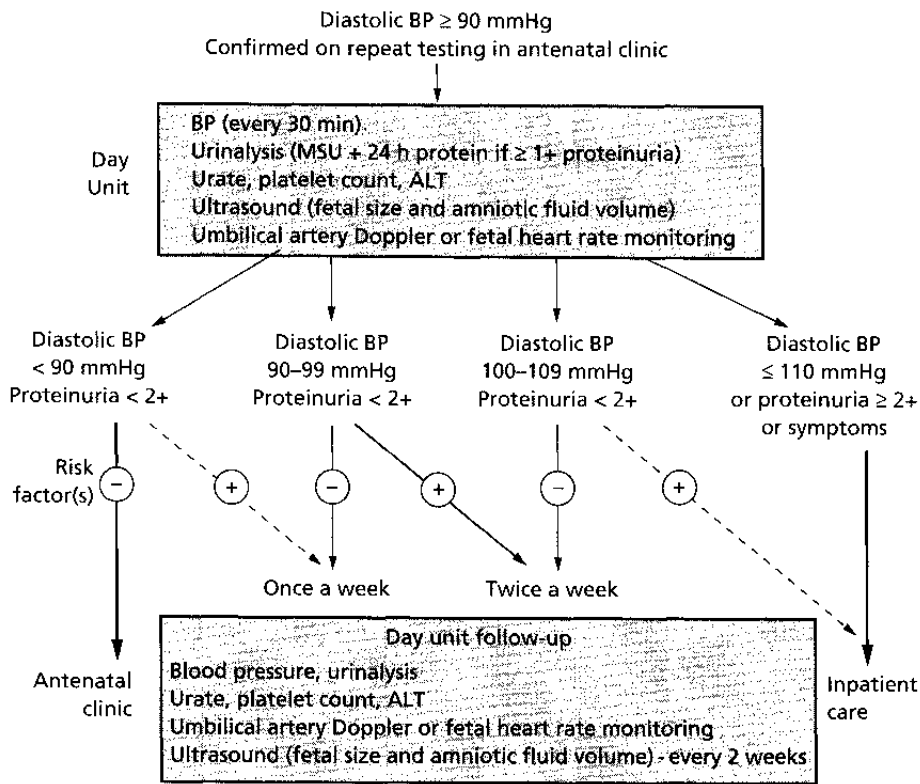 Diastolic BP ≥ 90 mmHg
Confirmed on repeat testing in antenatal clinic
Day
Unit
BP (every 30 min)
Urinalysis (MSU + 24 h protein if ≥ 1+ proteinuria)
Urate, platelet count, ALT
Ultrasound (fetal size and amniotic fluid volume)
Umbilical artery Doppler or fetal heart rate monitoring
Diastolic BP
< 90 mmHg
Proteinuria < 2+
Diastolic BP
90–99 mmHg
Proteinuria < 2+
Diastolic BP
100–109 mmHg
Proteinuria < 2+
Diastolic BP
≤ 110 mmHg
or proteinuria ≥ 2+
or symptoms
Risk
factor(s)
− + − + − +
Once a week
Twice a week
Antenatal
clinic
Day unit follow-up
Blood pressure, urinalysis
Urate, platelet count, ALT
Umbilical artery Doppler or fetal heart rate monitoring
Ultrasound (fetal size and amniotic fluid volume) - every 2 weeks
Inpatient
care